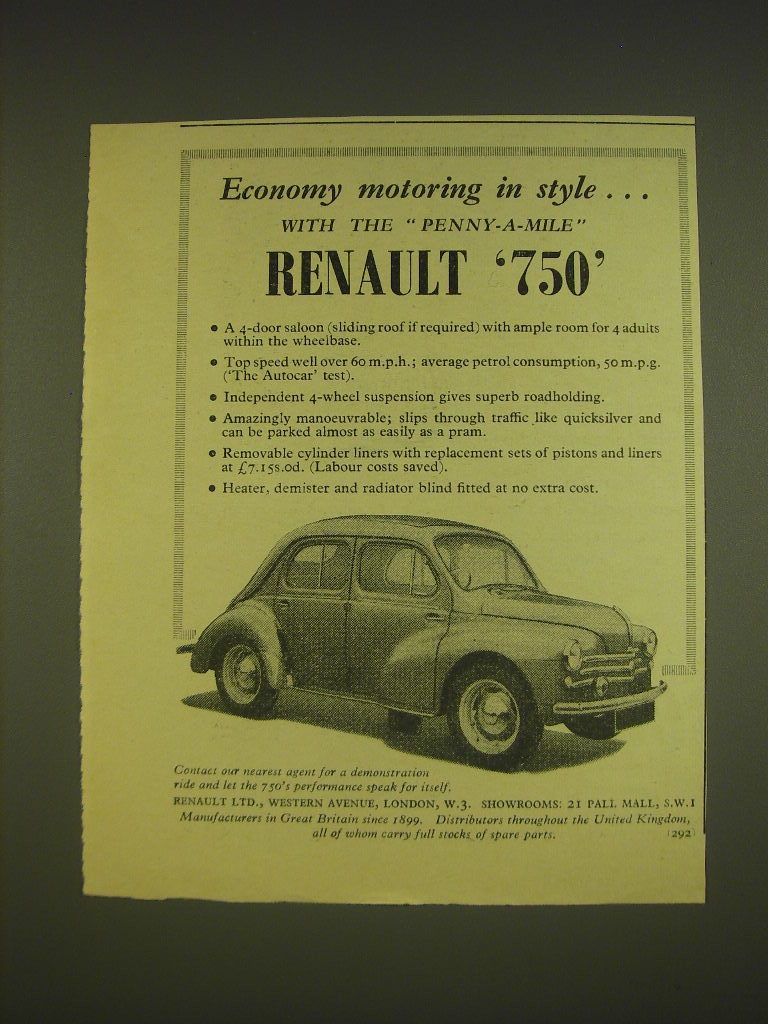 Economy motoring in style . . .
WITH THE "PENNY-A-MILE"
RENAULT '750'
• A 4-door saloon (sliding roof if required) with ample room for 4 adults
within the wheelbase.
• Top speed well over 60 m.p.h.; average petrol consumption, 50 m.p.g.
('The Autocar' test).
• Independent 4-wheel suspension gives superb roadholding.
• Amazingly manoeuvrable; slips through traffic like quicksilver and
can be parked almost as easily as a pram.
• Removable cylinder liners with replacement sets of pistons and liners
at £7.15s.0d. (Labour costs saved).
• Heater, demister and radiator blind fitted at no extra cost.
Contact our nearest agent for a demonstration
ride and let the 750's performance speak for itself.
RENAULT LTD., WESTERN AVENUE, LONDON, W.3. SHOWROOMS: 21 PALL MALL, S.W.1
Manufacturers in Great Britain since 1899. Distributors throughout the United Kingdom,
all of whom carry full stocks of spare parts. (292)